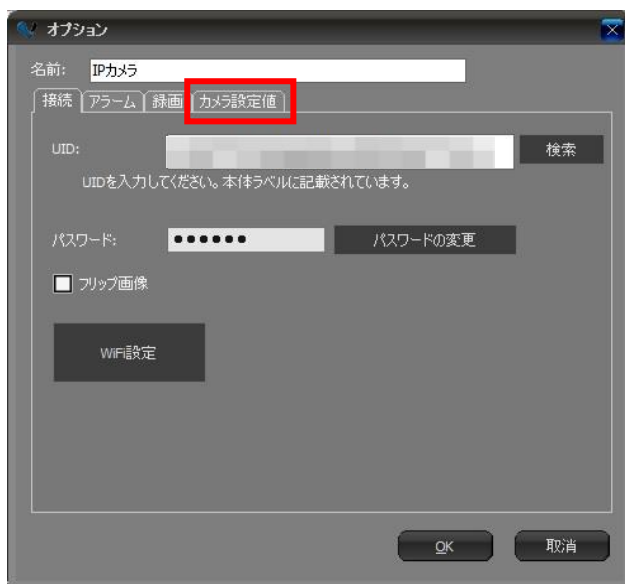 オプション
名前: IPカメラ
接続 アラーム 録画 カメラ設定値
UID: 検索
UIDを入力してください。本体ラベルに記載されています。
パスワード: ●●●●●● パスワードの変更
フリップ画像
WiFi設定
OK 取消